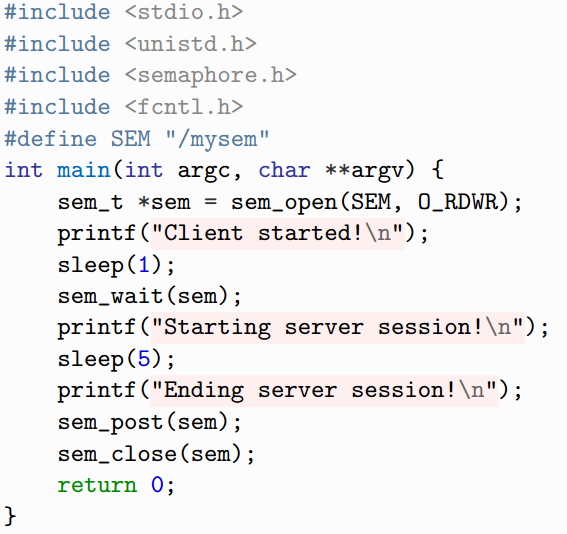 #include <stdio.h>
#include <unistd.h>
#include <semaphore.h>
#include <fcntl.h>
#define SEM "/mysem"
int main(int argc, char **argv) {
    sem_t *sem = sem_open(SEM, O_RDWR);
    printf("Client started!\n");
    sleep(1);
    sem_wait(sem);
    printf("Starting server session!\n");
    sleep(5);
    printf("Ending server session!\n");
    sem_post(sem);
    sem_close(sem);
    return 0;
}